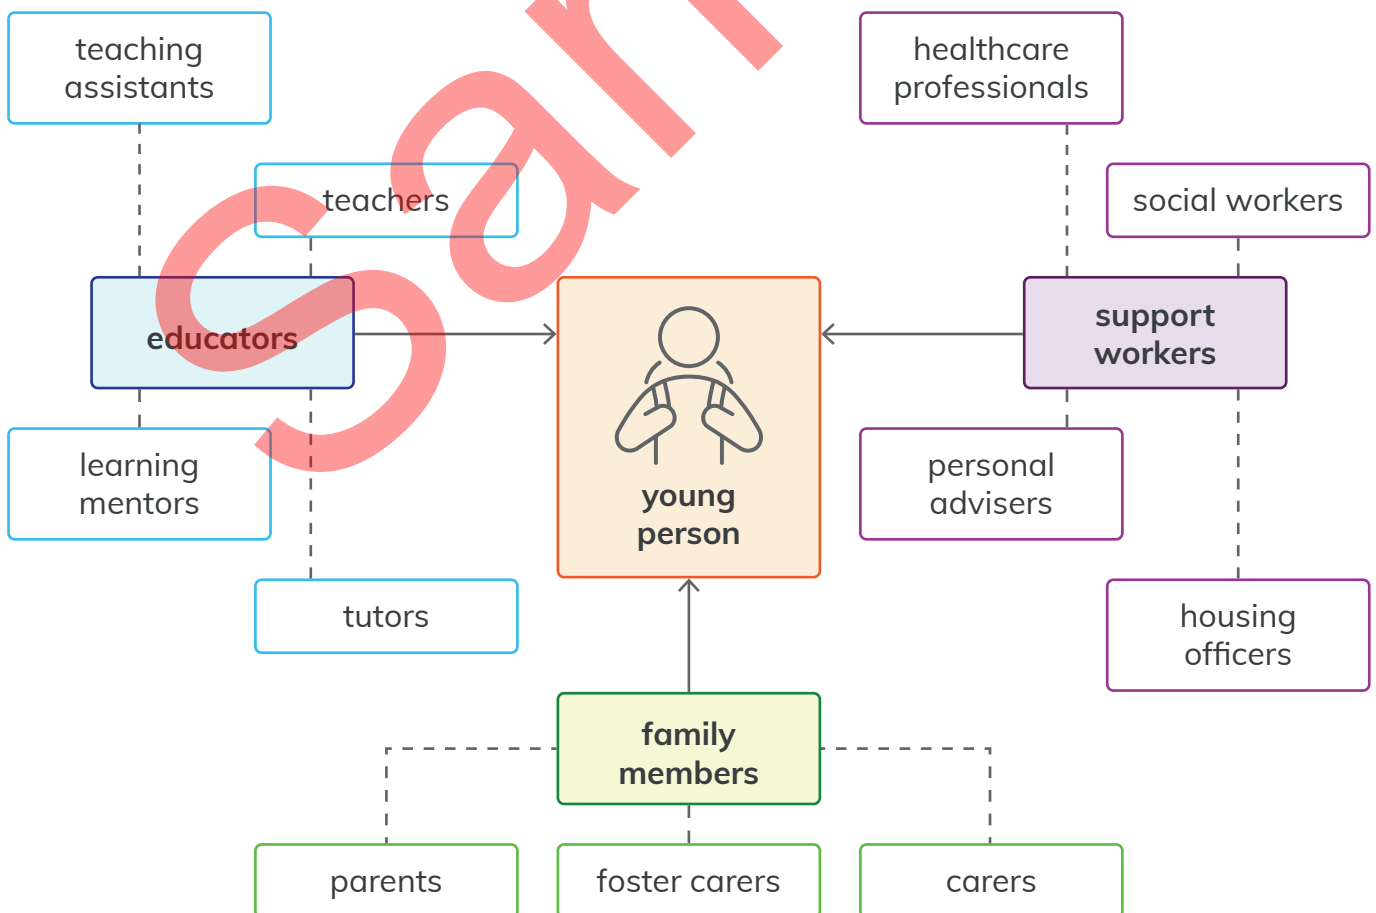 teaching
assistants
healthcare
professionals
teachers
social workers
educators
support
workers
young
person
learning
mentors
personal
advisers
tutors
housing
officers
family
members
parents
foster carers
carers